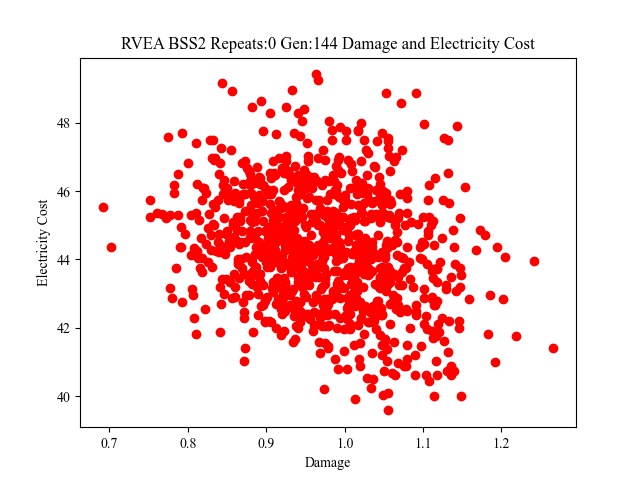 RVEA BSS2 Repeats:0 Gen:144 Damage and Electricity Cost
48
46
44
42
40
Electricity Cost
0.7 0.8 0.9 1.0 1.1 1.2
Damage